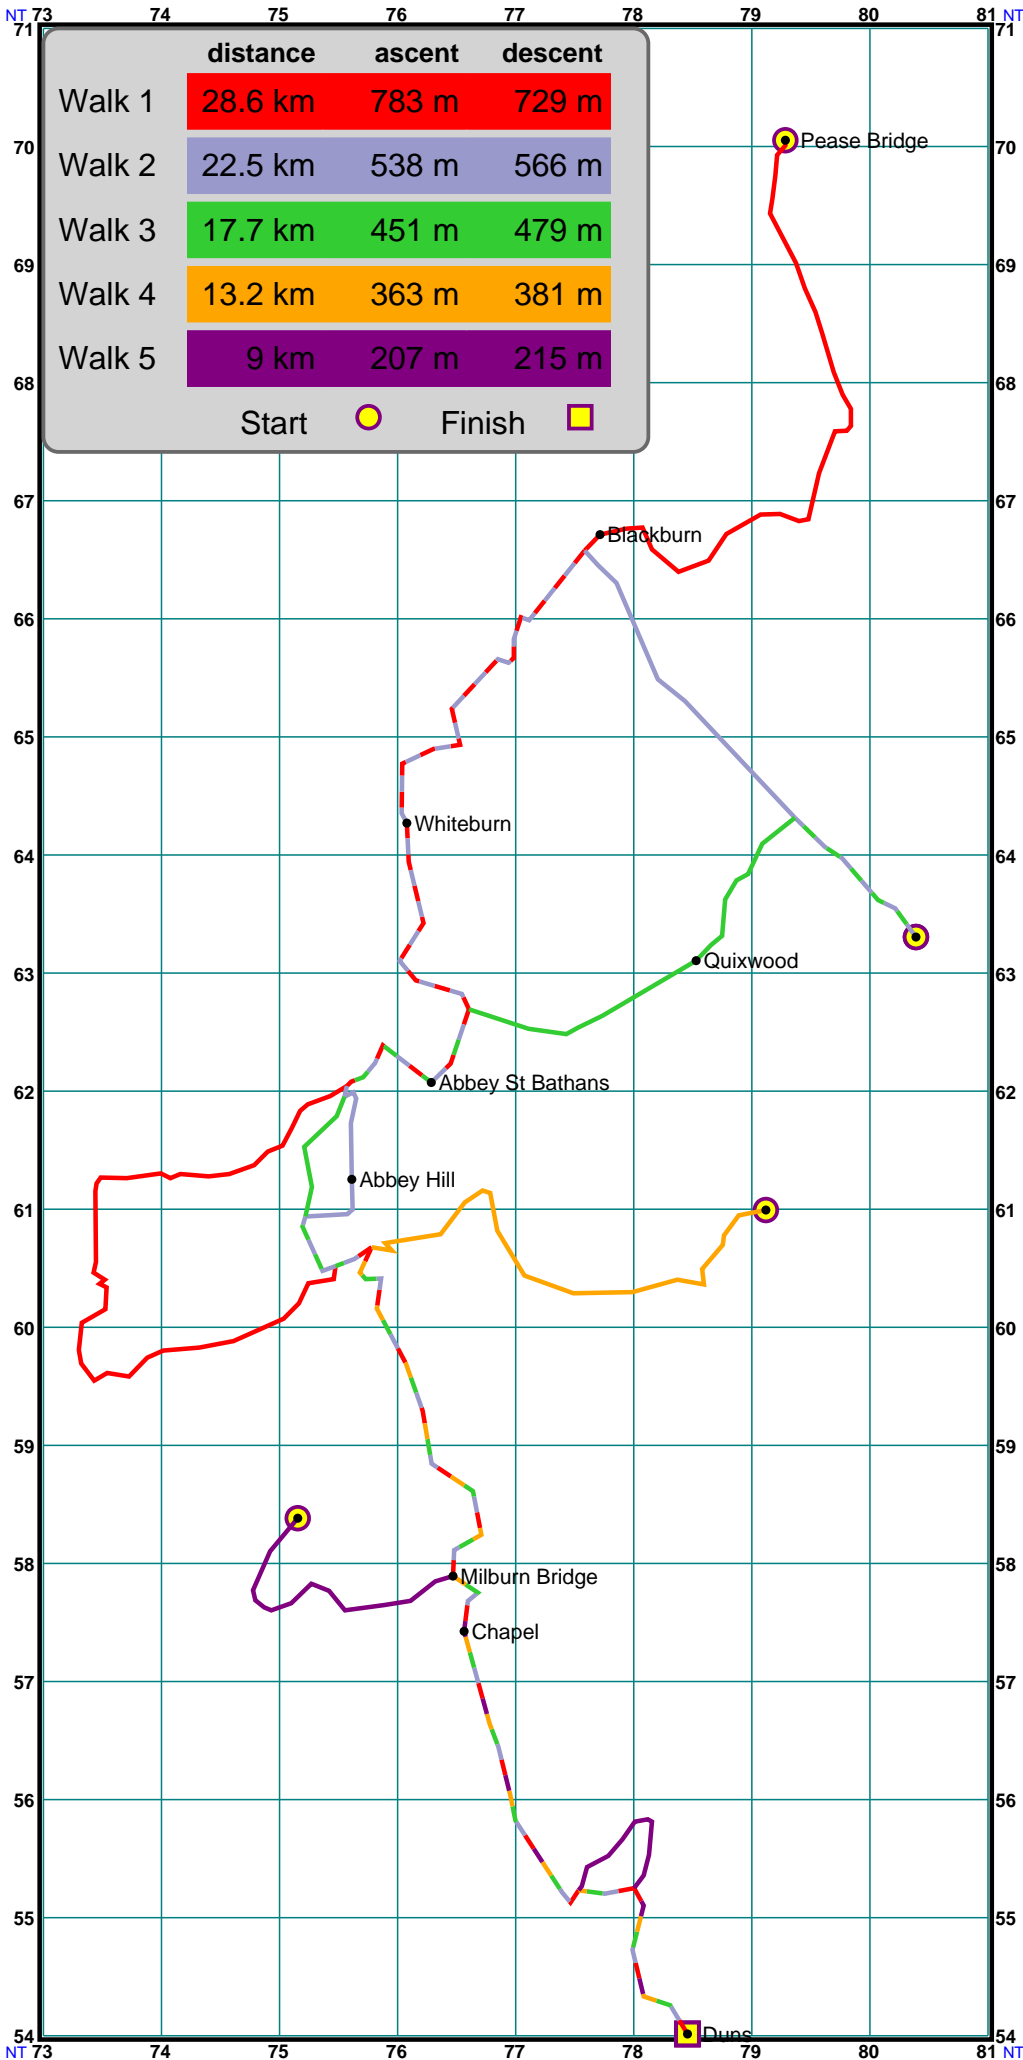 NT 73 74 75 76 77 78 79 80 81 NT
71 71
distance ascent descent
Walk 1 28.6 km 783 m 729 m
Walk 2 22.5 km 538 m 566 m
Walk 3 17.7 km 451 m 479 m
Walk 4 13.2 km 363 m 381 m
Walk 5 9 km 207 m 215 m
Start Finish
Pease Bridge
70 70
69 69
68 68
67 67
Blackburn
66 66
65 65
Whiteburn
64 64
Quixwood
63 63
Abbey St Bathans
62 62
Abbey Hill
61 61
60 60
59 59
58 58
Milburn Bridge
Chapel
57 57
56 56
55 55
Duns
54 54
NT 73 74 75 76 77 78 79 80 81 NT